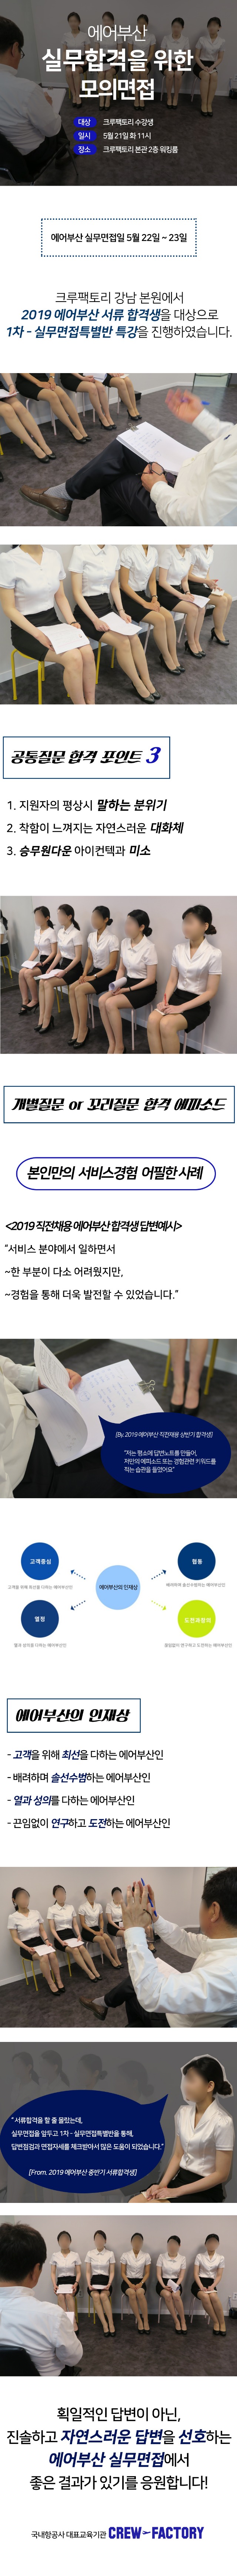 에어부산
실무합격을 위한
모의면접
대상 크루팩토리 수강생
일시 5월 21일 화 11시
장소 크루팩토리 본관 2층 워킹룸
에어부산 실무면접일 5월 22일 ~ 23일
크루팩토리 강남 본원에서
2019 에어부산 서류 합격생을 대상으로
1차 - 실무면접특별반 특강을 진행하였습니다.
공통질문 합격 포인트 3
1. 지원자의 평상시 말하는 분위기
2. 착함이 느껴지는 자연스러운 대화체
3. 승무원다운 아이컨텍과 미소
개별질문 or 꼬리질문 합격 에피소드
본인만의 서비스경험 어필한 사례
<2019 직전채용 에어부산 합격생 답변예시>
"서비스 분야에서 일하면서
~한 부분이 다소 어려웠지만,
~경험을 통해 더욱 발전할 수 있었습니다."
[By. 2019 에어부산 직전채용 상반기 합격생]
"저는 평소에 답변노트를 만들어,
저만의 에피소드 또는 경험관련 키워드를
적는 습관을 들였어요"
고객중심
고객을 위해 최선을 다하는 에어부산인
협동
배려하며 솔선수범하는 에어부산인
에어부산의 인재상
열정
열과 성의를 다하는 에어부산인
도전과창의
끊임없이 연구하고 도전하는 에어부산인
에어부산의 인재상
- 고객을 위해 최선을 다하는 에어부산인
- 배려하며 솔선수범하는 에어부산인
- 열과 성의를 다하는 에어부산인
- 끈임없이 연구하고 도전하는 에어부산인
" 서류합격을 할 줄 몰랐는데,
실무면접을 앞두고 1차 - 실무면접특별반을 통해,
답변점검과 면접자세를 체크받아서 많은 도움이 되었습니다."
[From. 2019 에어부산 중반기 서류합격생]
획일적인 답변이 아닌,
진솔하고 자연스러운 답변을 선호하는
에어부산 실무면접에서
좋은 결과가 있기를 응원합니다!
국내항공사 대표교육기관 CREW FACTORY